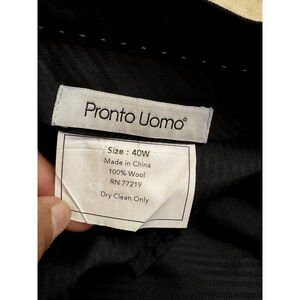 Pronto Uomo®
Size : 40W
Made in China
100% Wool
RN 77219
Dry Clean Only